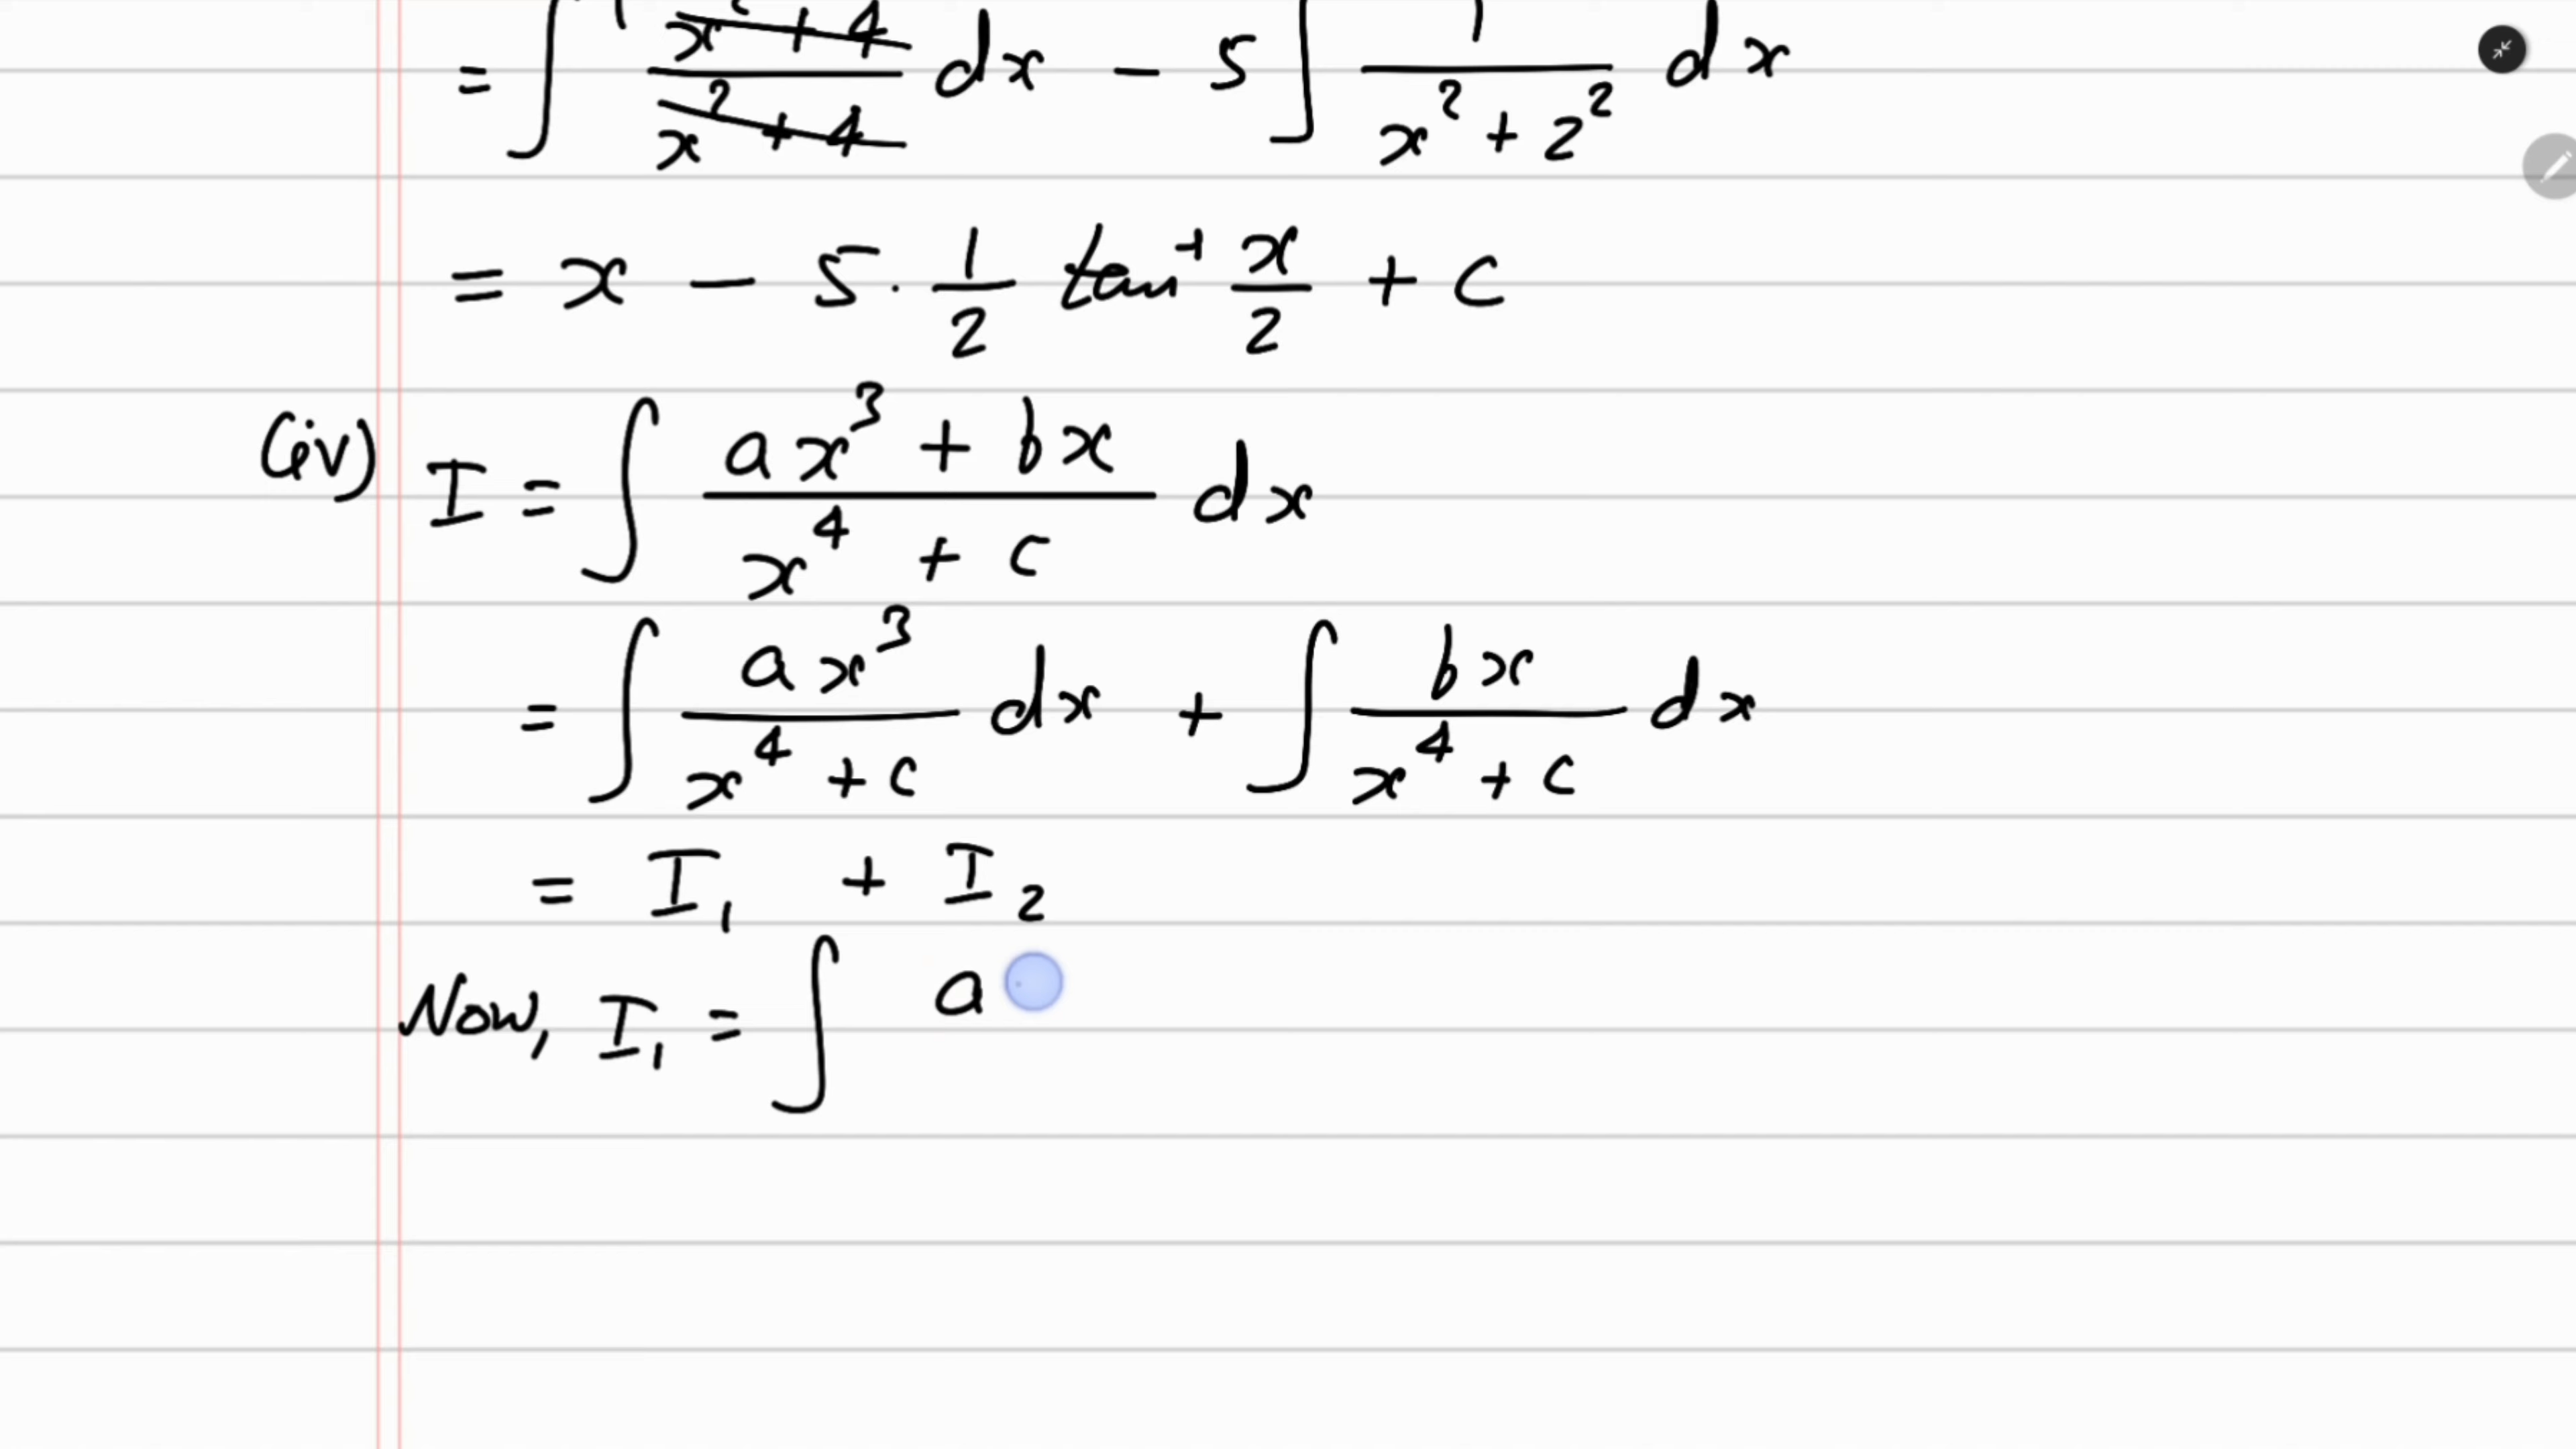 = ∫ (x² + 4)/(x² + 4) dx − 5 ∫ 1/(x² + 2²) dx
= x − 5 · 1/2 tan⁻¹ x/2 + c
(iv) I = ∫ (ax³ + bx)/(x⁴ + c) dx
= ∫ ax³/(x⁴ + c) dx + ∫ bx/(x⁴ + c) dx
= I₁ + I₂
Now, I₁ = ∫ a